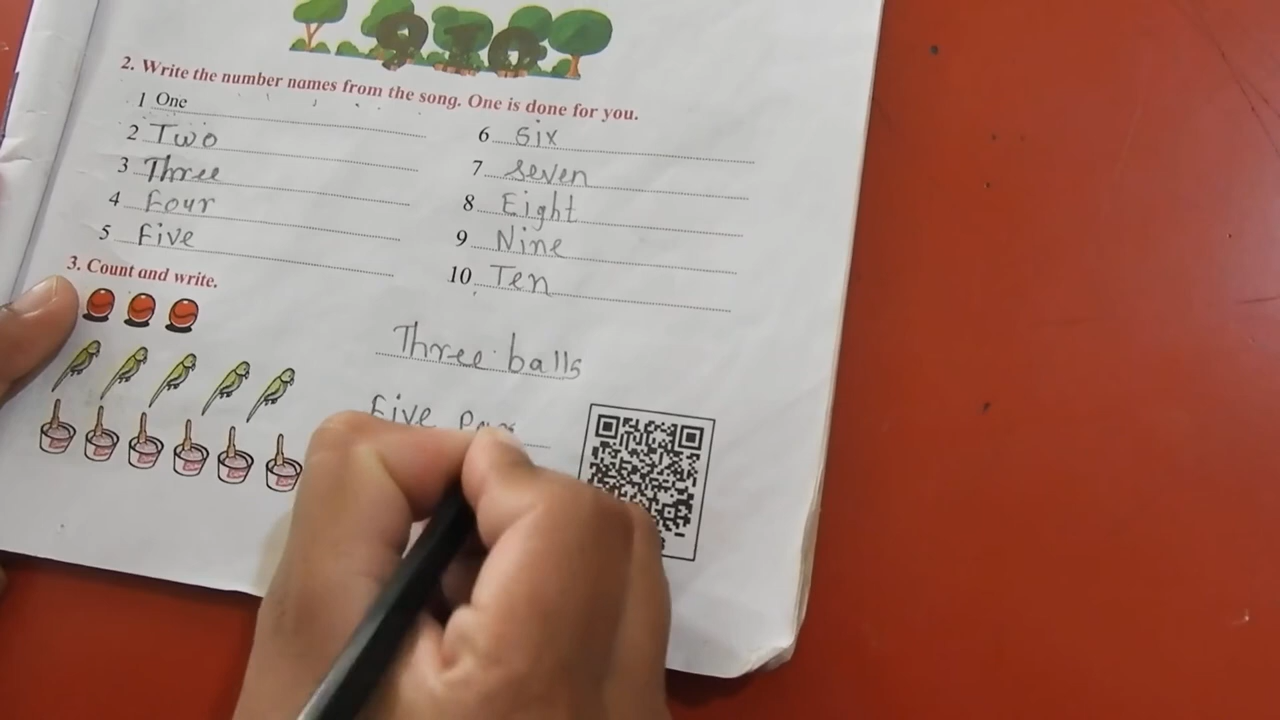 2. Write the number names from the song. One is done for you.
1 One
2 Two
3 Three
4 Four
5 Five
6 six
7 seven
8 Eight
9 Nine
10 Ten
3. Count and write.
Three balls
Five